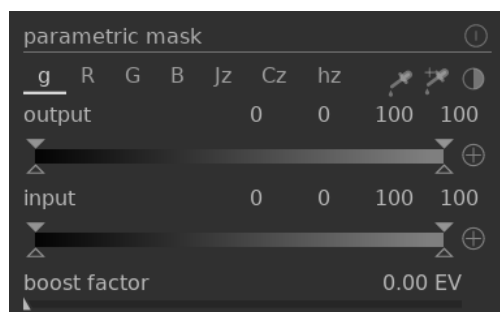 parametric mask
g R G B Jz Cz hz
output 0 0 100 100
input 0 0 100 100
boost factor 0.00 EV